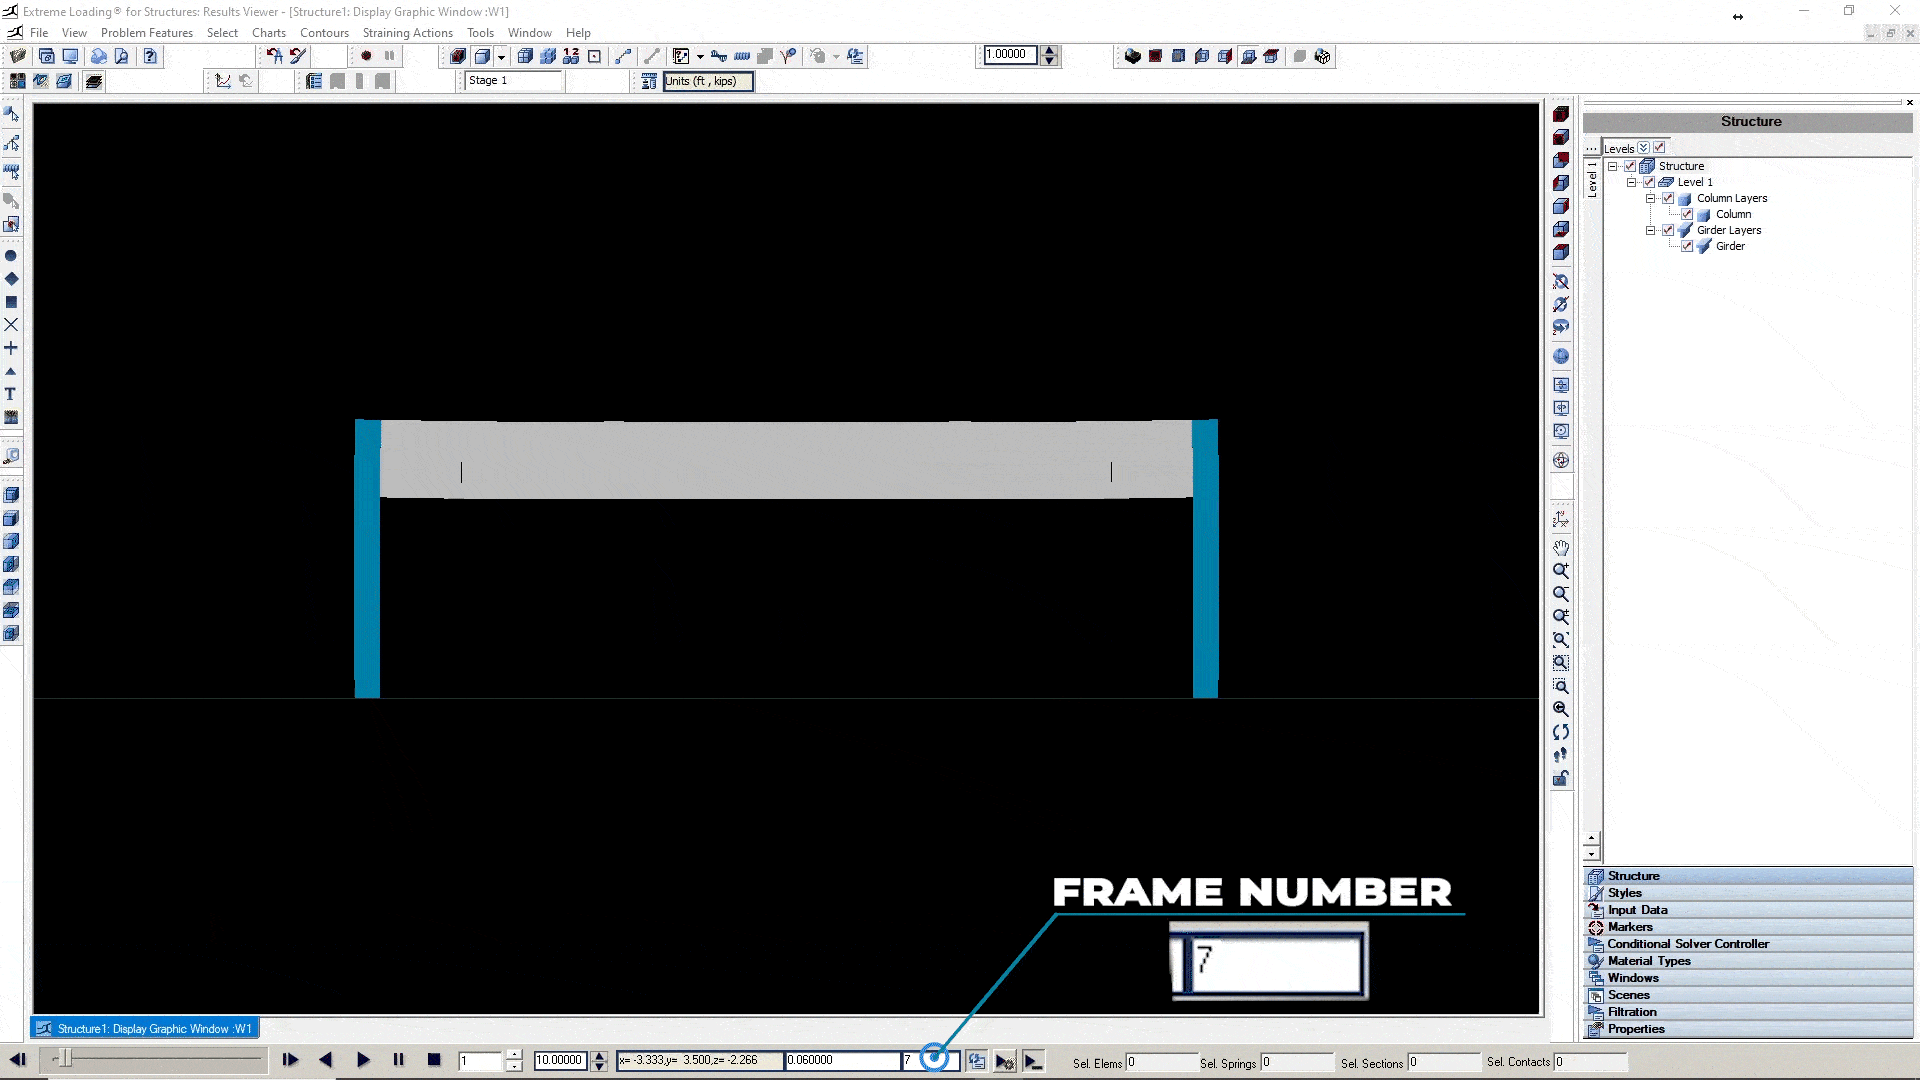 Extreme Loading® for Structures: Results Viewer - [Structure1: Display Graphic Window :W1]
File View Problem Features Select Charts Contours Straining Actions Tools Window Help
1.00000
Stage 1
Units (ft , kips)
Structure
... Levels
Level 1
Structure
Level 1
Column Layers
Column
Girder Layers
Girder
FRAME NUMBER
7
Structure
Styles
Input Data
Markers
Conditional Solver Controller
Material Types
Windows
Scenes
Filtration
Properties
Structure1: Display Graphic Window :W1
1 10.00000 x= -3.333,y= 3.500,z= -2.266 0.060000 7 Sel. Elems 0 Sel. Springs 0 Sel. Sections 0 Sel. Contacts 0